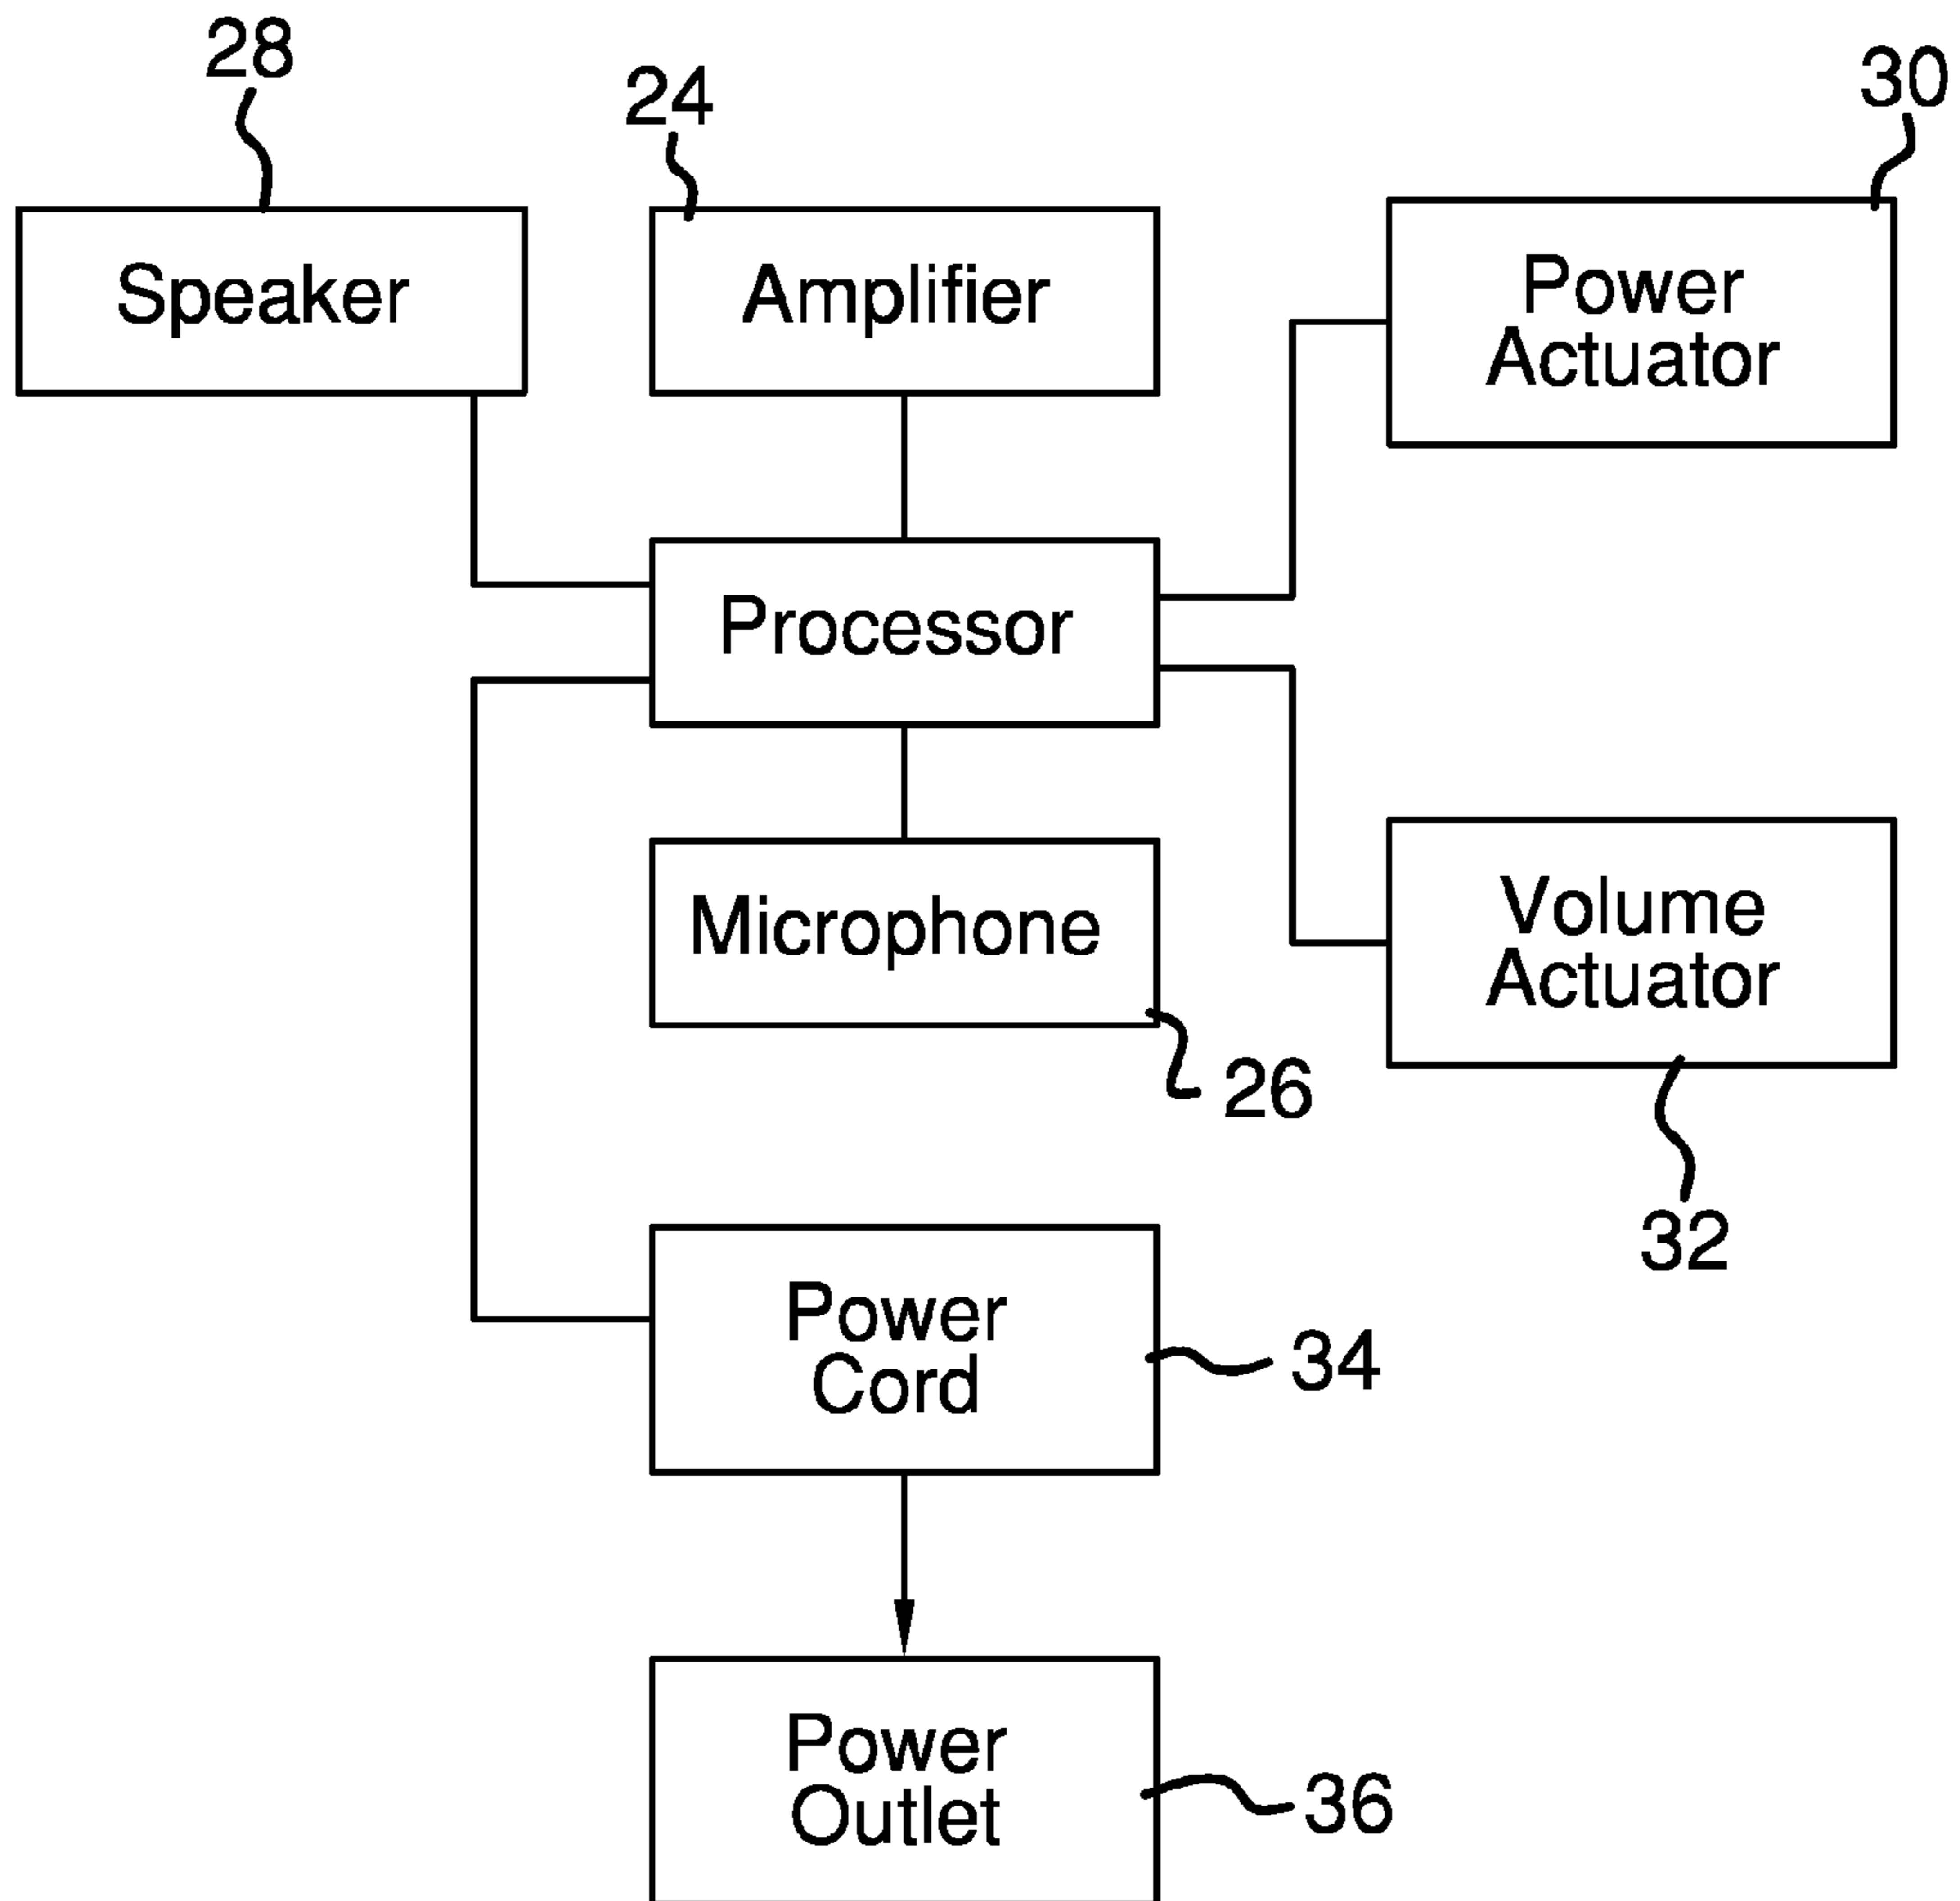 28
24
30
Speaker
Amplifier
Power
Actuator
Processor
Microphone
Volume
Actuator
26
32
Power
Cord
34
Power
Outlet
36